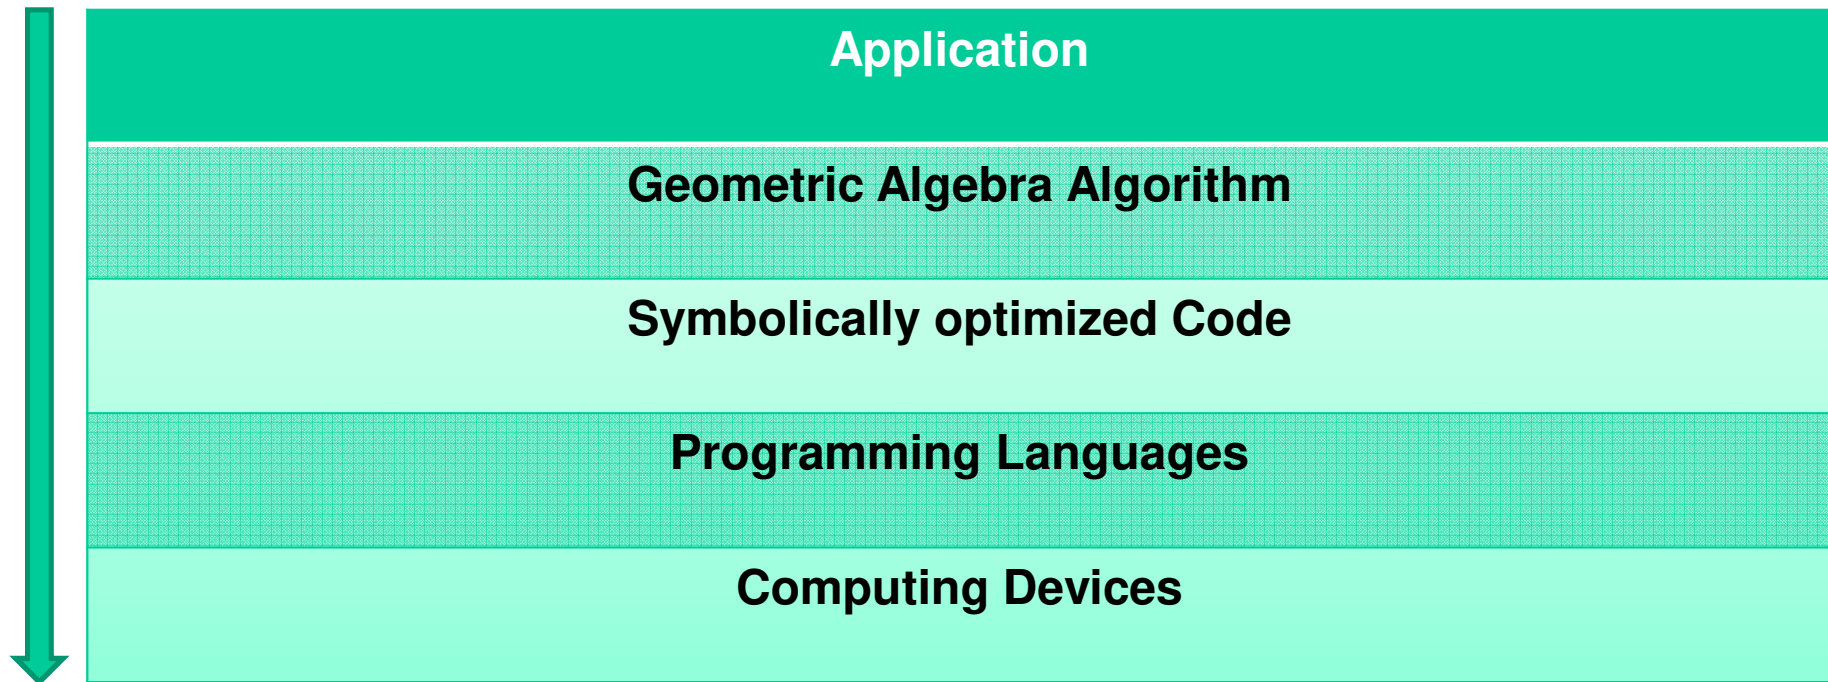 Application
Geometric Algebra Algorithm
Symbolically optimized Code
Programming Languages
Computing Devices